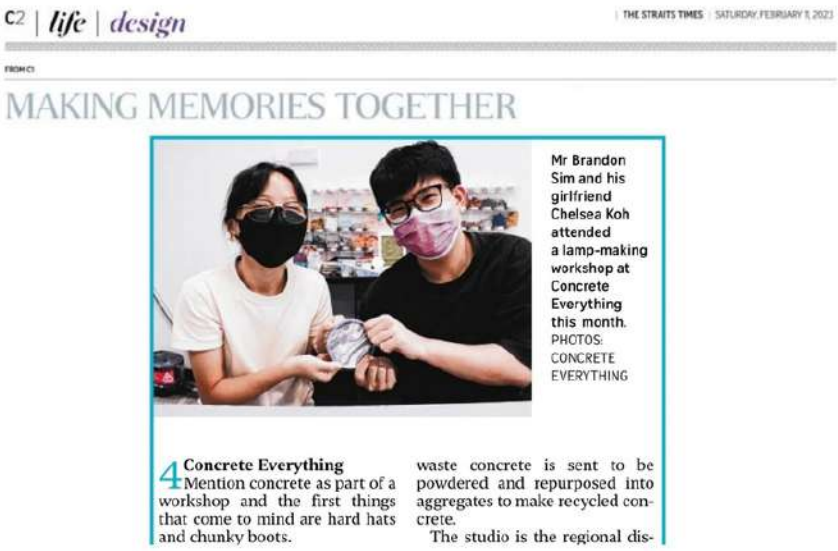 C2 | life | design
THE STRAITS TIMES | SATURDAY, FEBRUARY 11, 2023
FROM C1
MAKING MEMORIES TOGETHER
Mr Brandon
Sim and his
girlfriend
Chelsea Koh
attended
a lamp-making
workshop at
Concrete
Everything
this month.
PHOTOS:
CONCRETE
EVERYTHING
4 Concrete Everything
Mention concrete as part of a
workshop and the first things
that come to mind are hard hats
and chunky boots.
waste concrete is sent to be
powdered and repurposed into
aggregates to make recycled con-
crete.
The studio is the regional dis-